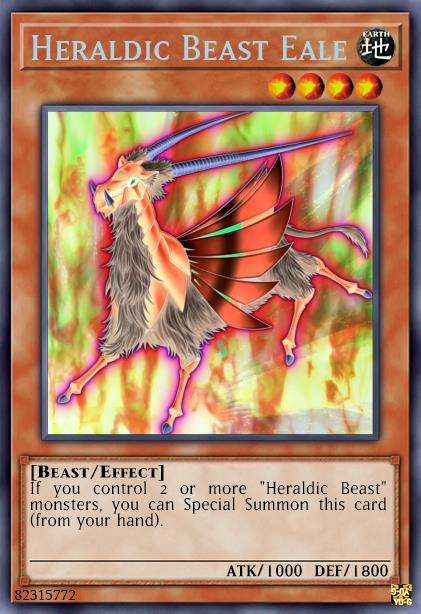 Heraldic Beast Eale
EARTH
地
[Beast/Effect]
If you control 2 or more "Heraldic Beast"
monsters, you can Special Summon this card
(from your hand).
ATK/1000 DEF/1800
82315772